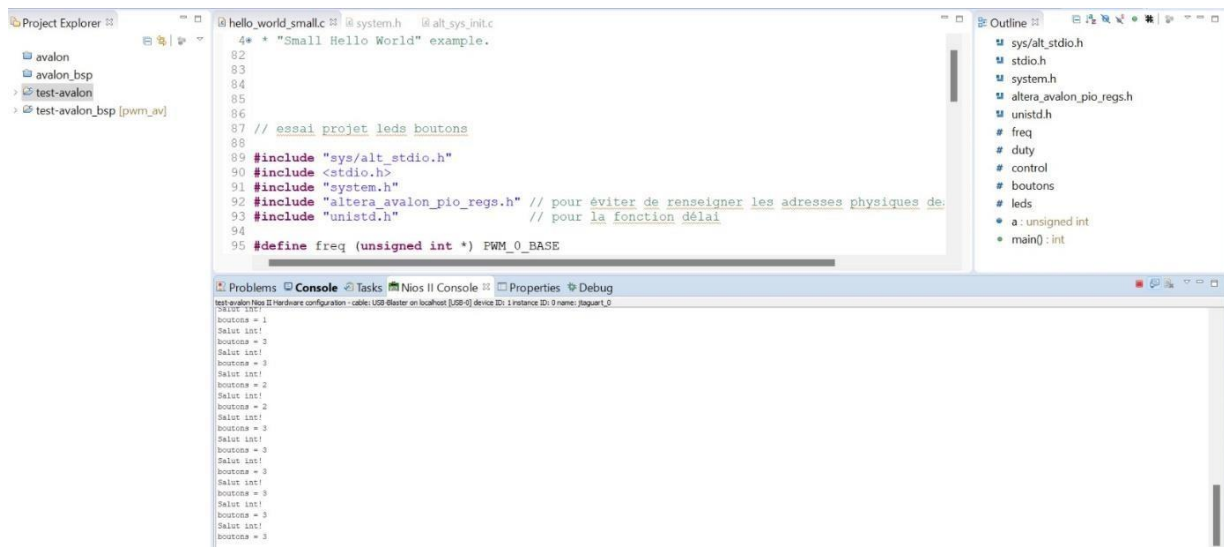 Project Explorer
avalon
avalon_bsp
test-avalon
test-avalon_bsp [pwm_av]
hello_world_small.c system.h alt_sys_init.c
4 * "Small Hello World" example.
82
83
84
85
86
87 // essai projet leds boutons
88
89 #include "sys/alt_stdio.h"
90 #include <stdio.h>
91 #include "system.h"
92 #include "altera_avalon_pio_regs.h" // pour éviter de renseigner les adresses physiques de
93 #include "unistd.h" // pour la fonction délai
94
95 #define freq (unsigned int *) PWM_0_BASE
Outline
sys/alt_stdio.h
stdio.h
system.h
altera_avalon_pio_regs.h
unistd.h
freq
duty
control
boutons
leds
a : unsigned int
main() : int
Problems Console Tasks Nios II Console Properties Debug
test-avalon Nios II Hardware configuration - cable: USB-Blaster on localhost [USB-0] device ID: 1 instance ID: 0 name: jtaguart_0
Salut int!
boutons = 1
Salut int!
boutons = 3
Salut int!
boutons = 3
Salut int!
boutons = 2
Salut int!
boutons = 2
Salut int!
boutons = 3
Salut int!
boutons = 3
Salut int!
boutons = 3
Salut int!
boutons = 3
Salut int!
boutons = 3
Salut int!
boutons = 3